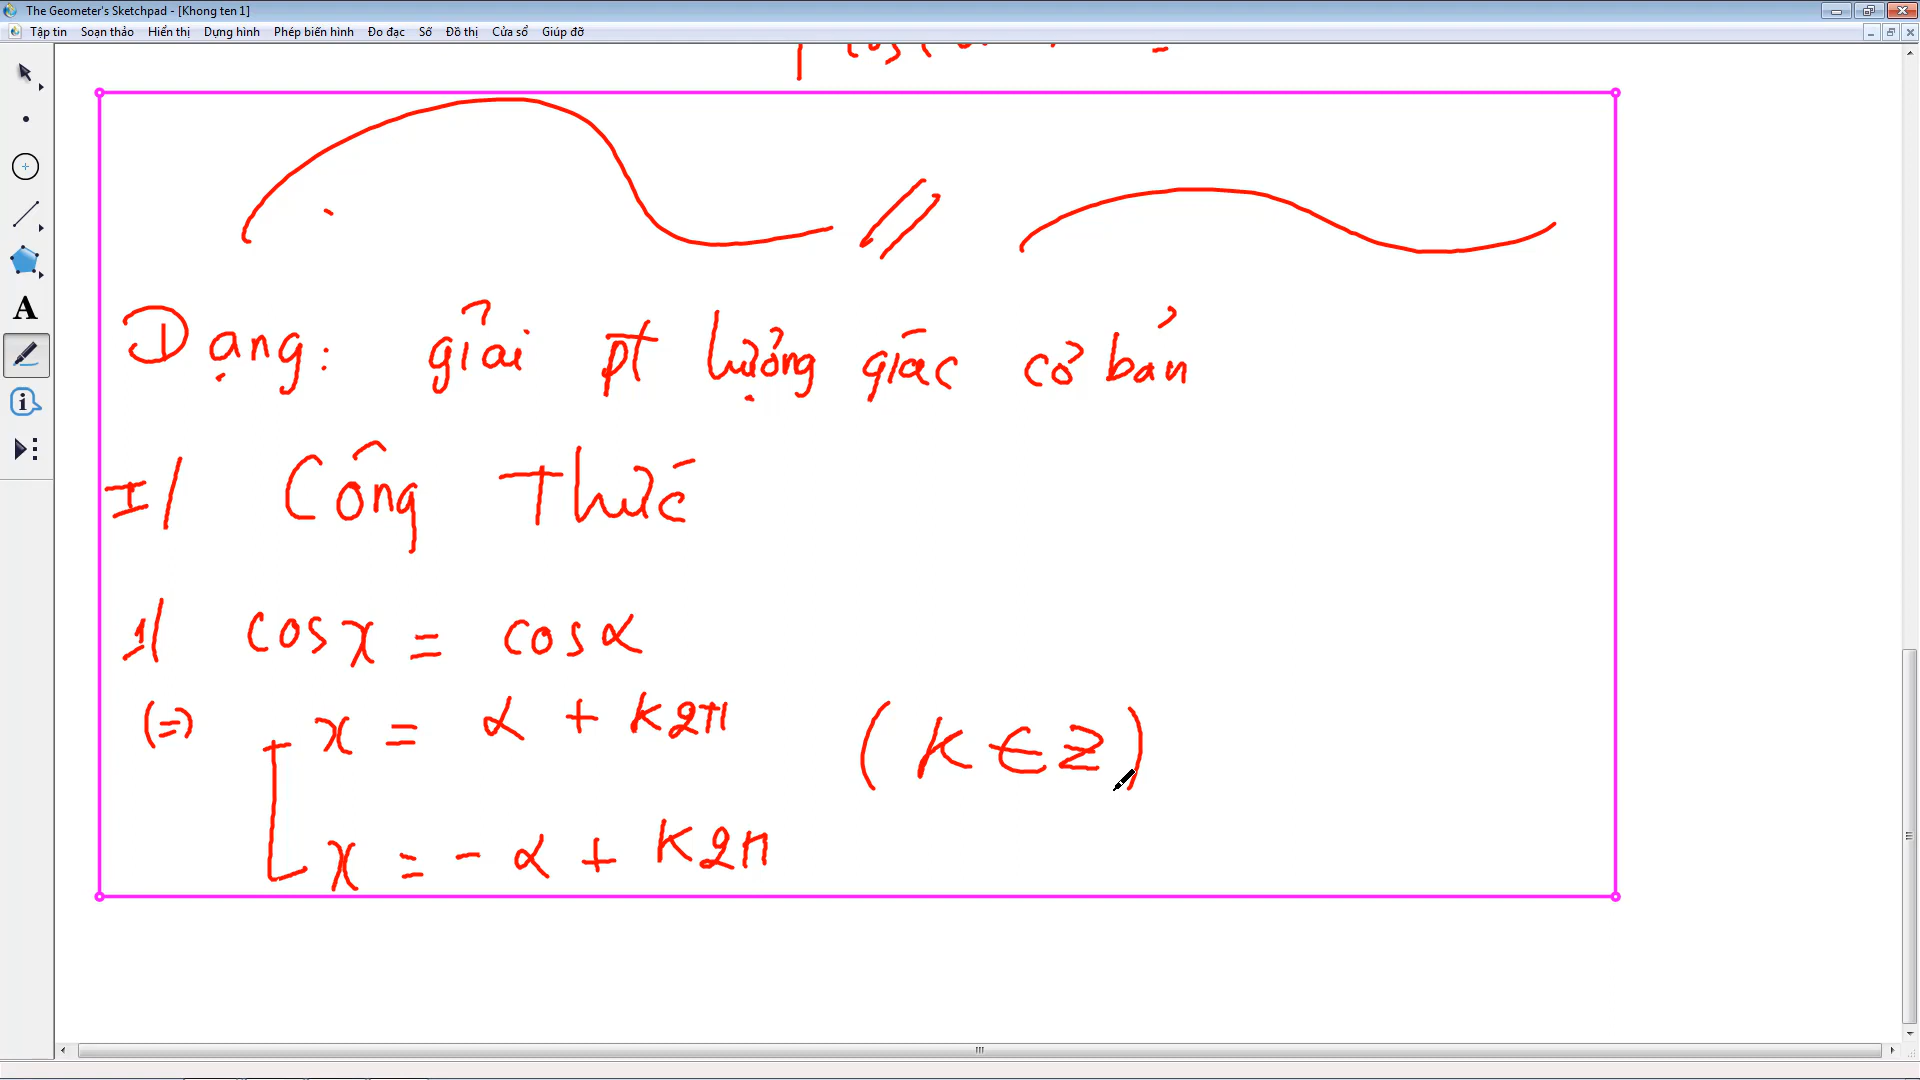 The Geometer's Sketchpad - [Khong ten 1]
Tập tin Soạn thảo Hiển thị Dựng hình Phép biến hình Đo đạc Số Đồ thị Cửa sổ Giúp đỡ
A
Dạng: giải pt lượng giác cơ bản
I/ Công Thức
1/ cosx = cosα
(=) x = α + k2π (k ∈ Z)
x = - α + k2π